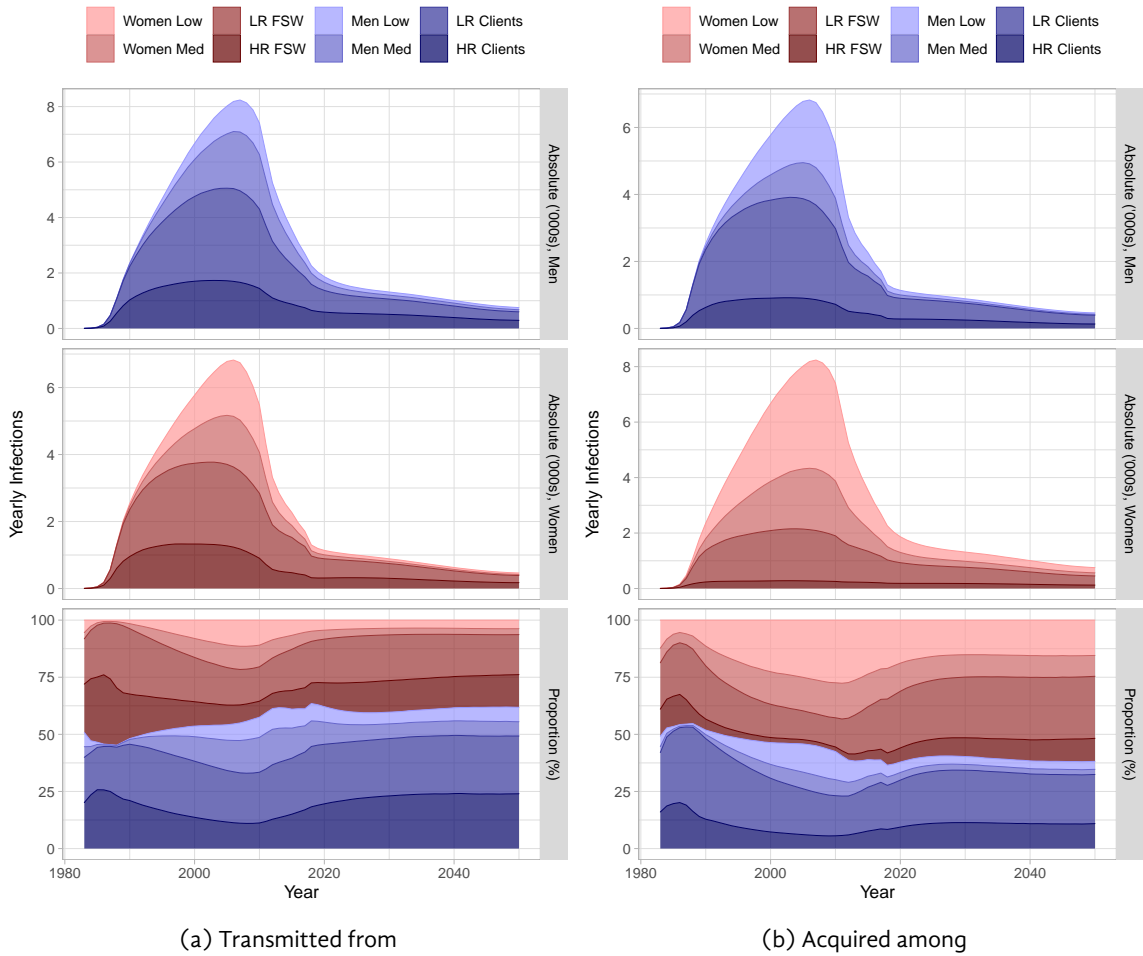 Women Low LR FSW Men Low LR Clients
Women Med HR FSW Men Med HR Clients
Women Low LR FSW Men Low LR Clients
Women Med HR FSW Men Med HR Clients
Yearly Infections
8
6
4
2
0
Absolute ('000s), Men
6
4
2
0
Absolute ('000s), Women
100
75
50
25
0
Proportion (%)
1980 2000 2020 2040
Year
(a) Transmitted from
Yearly Infections
6
4
2
0
Absolute ('000s), Men
8
6
4
2
0
Absolute ('000s), Women
100
75
50
25
0
Proportion (%)
1980 2000 2020 2040
Year
(b) Acquired among